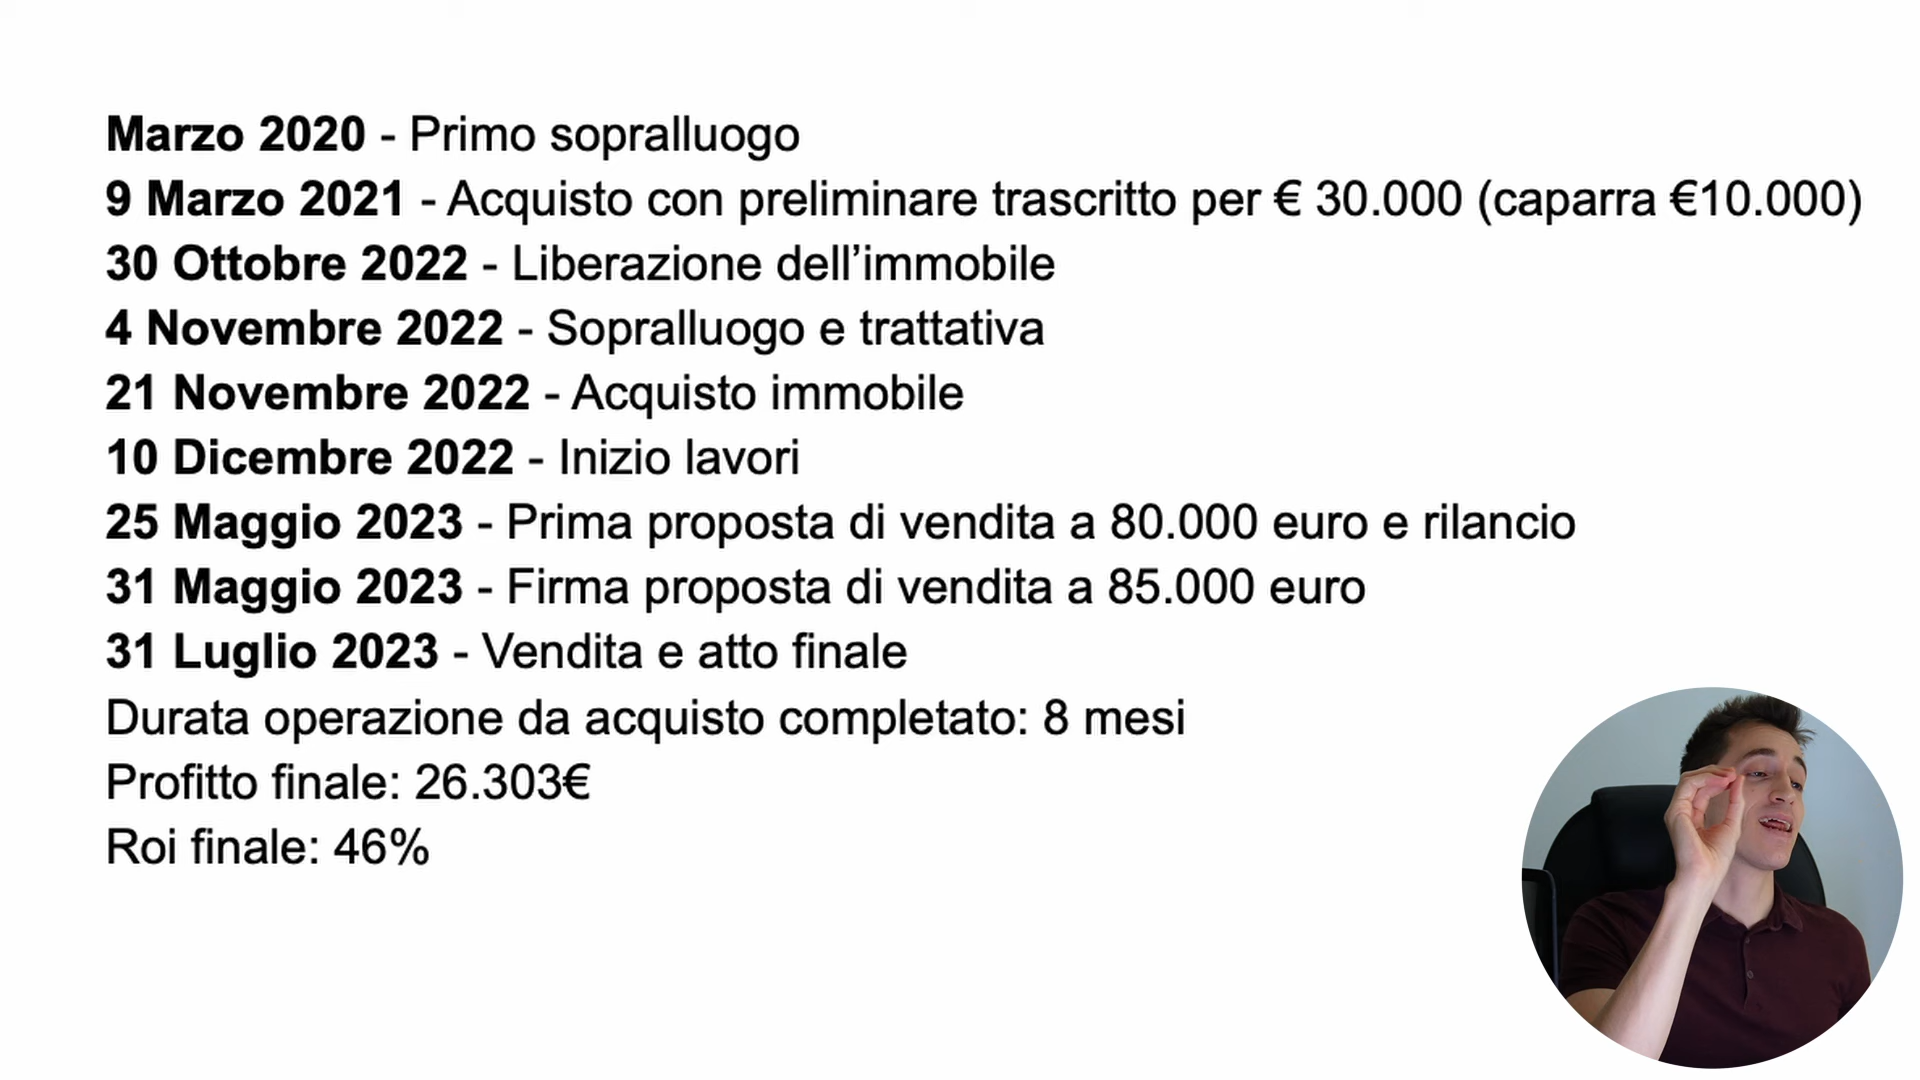 Marzo 2020 - Primo sopralluogo
9 Marzo 2021 - Acquisto con preliminare trascritto per € 30.000 (caparra €10.000)
30 Ottobre 2022 - Liberazione dell’immobile
4 Novembre 2022 - Sopralluogo e trattativa
21 Novembre 2022 - Acquisto immobile
10 Dicembre 2022 - Inizio lavori
25 Maggio 2023 - Prima proposta di vendita a 80.000 euro e rilancio
31 Maggio 2023 - Firma proposta di vendita a 85.000 euro
31 Luglio 2023 - Vendita e atto finale
Durata operazione da acquisto completato: 8 mesi
Profitto finale: 26.303€
Roi finale: 46%